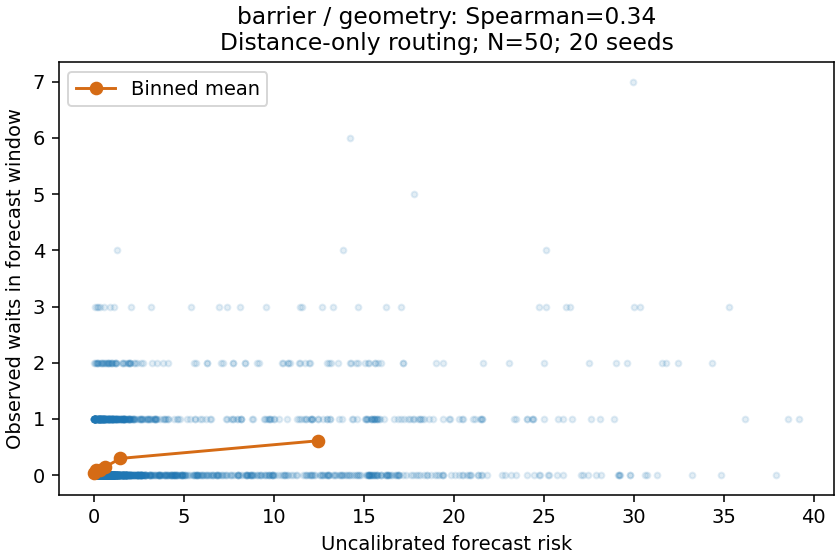 barrier / geometry: Spearman=0.34
Distance-only routing; N=50; 20 seeds
Binned mean
Observed waits in forecast window
7
6
5
4
3
2
1
0
0 5 10 15 20 25 30 35 40
Uncalibrated forecast risk